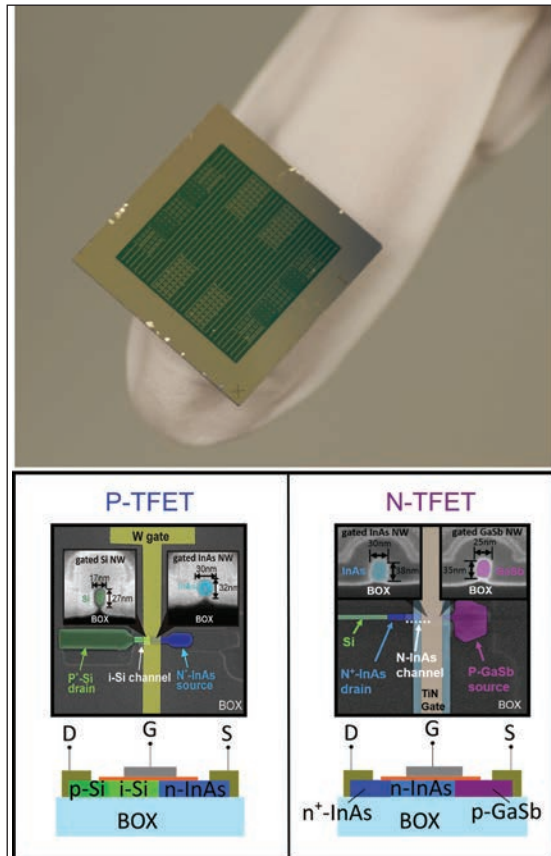 P-TFET
W gate
gated Si NW
17nm
Si
27nm
BOX
gated InAs NW
30nm
32nm
BOX
P⁺-Si
drain
i-Si channel
N⁺-InAs
source
BOX
D
G
S
p-Si
i-Si
n-InAs
BOX
N-TFET
gated InAs NW
30nm
InAs
38nm
BOX
gated GaSb NW
25nm
35nm
GaSb
BOX
Si
N⁺-InAs
drain
N-InAs
channel
TiN
Gate
P-GaSb
source
BOX
D
G
S
n-InAs
n⁺-InAs
BOX
p-GaSb